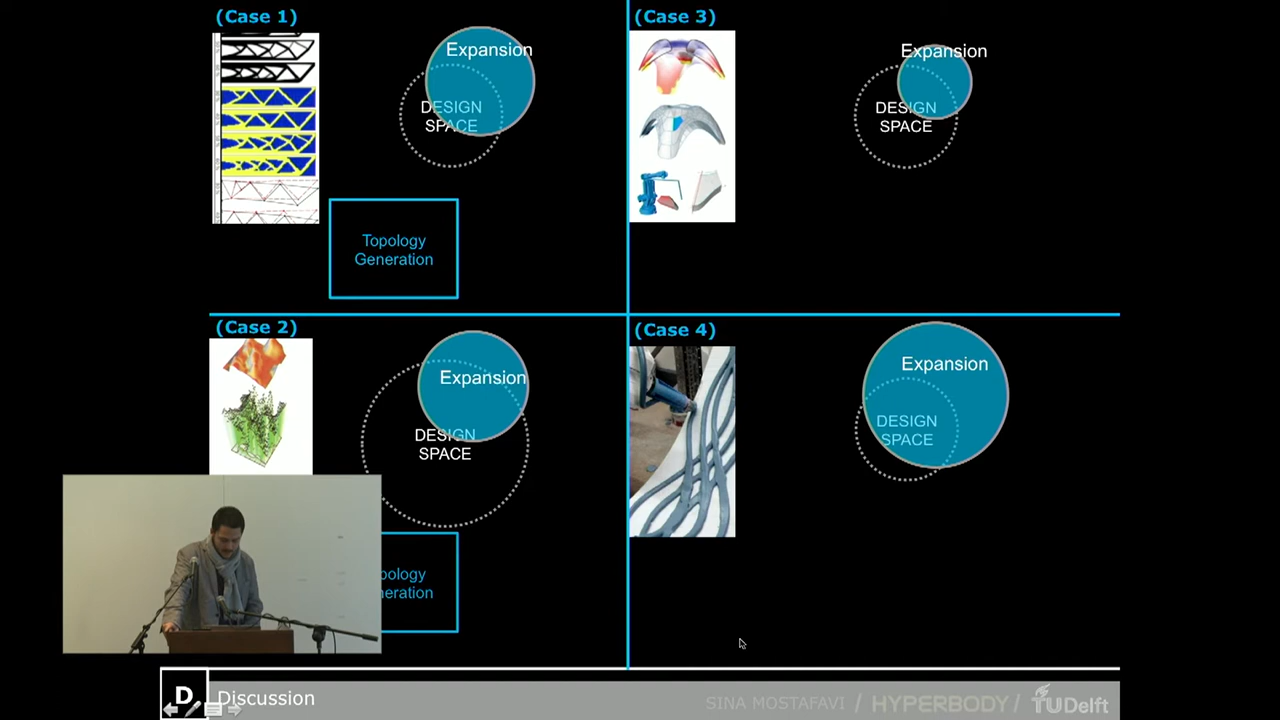 (Case 1)
Expansion
DESIGN
SPACE
Topology
Generation
(Case 3)
Expansion
DESIGN
SPACE
(Case 2)
Expansion
DESIGN
SPACE
pology
neration
(Case 4)
Expansion
DESIGN
SPACE
D
Discussion
SINA MOSTAFAVI / HYPERBODY / TUDelft